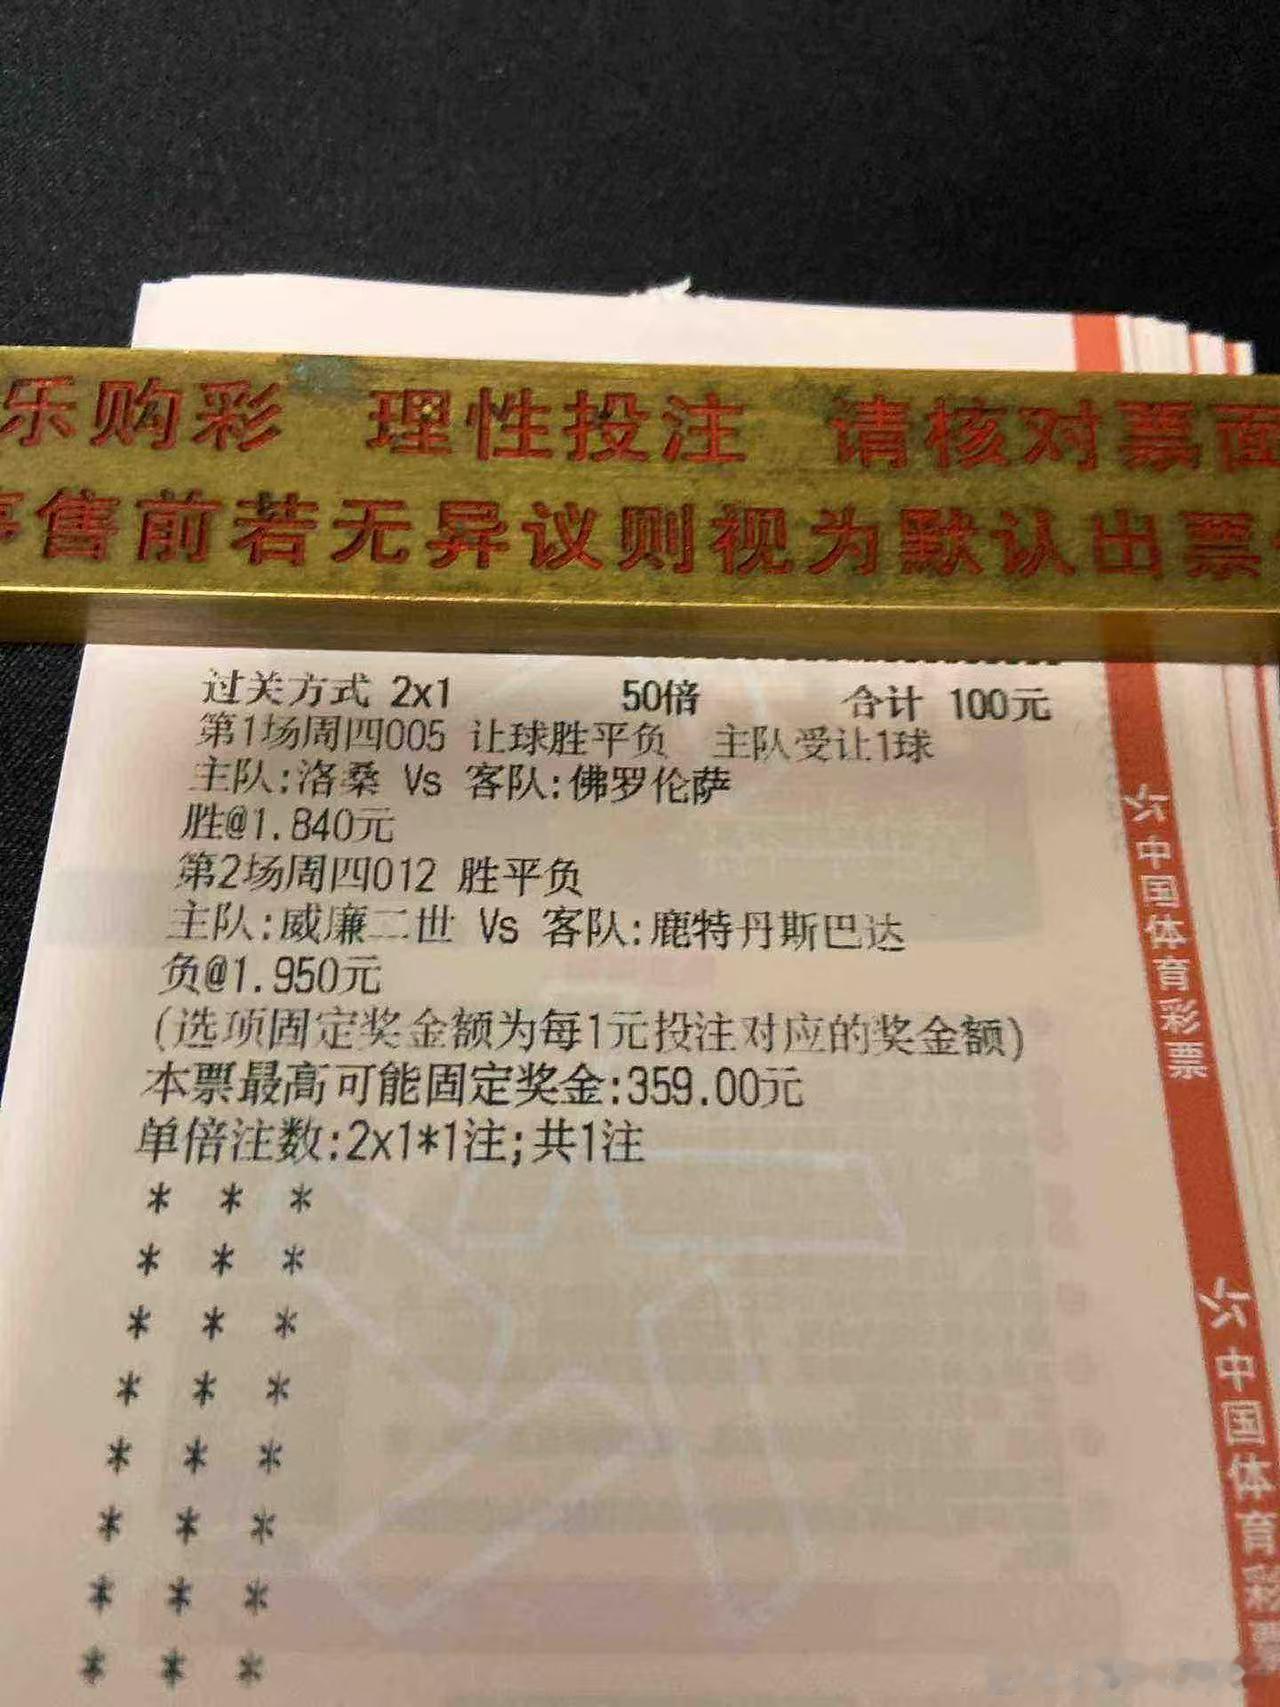 乐购彩 理性投注 请核对票面
售前若无异议则视为默认出票
过关方式 2x1 50倍 合计 100元
第1场周四005 让球胜平负 主队受让1球
主队:洛桑 Vs 客队:佛罗伦萨
胜@1.840元
第2场周四012 胜平负
主队:威廉二世 Vs 客队:鹿特丹斯巴达
负@1.950元
(选项固定奖金额为每1元投注对应的奖金额)
本票最高可能固定奖金:359.00元
单倍注数:2x1*1注;共1注
* * *
* * *
* * *
* * *
* * *
* * *
* * *
* * *
中国体育彩票
中国体育彩票